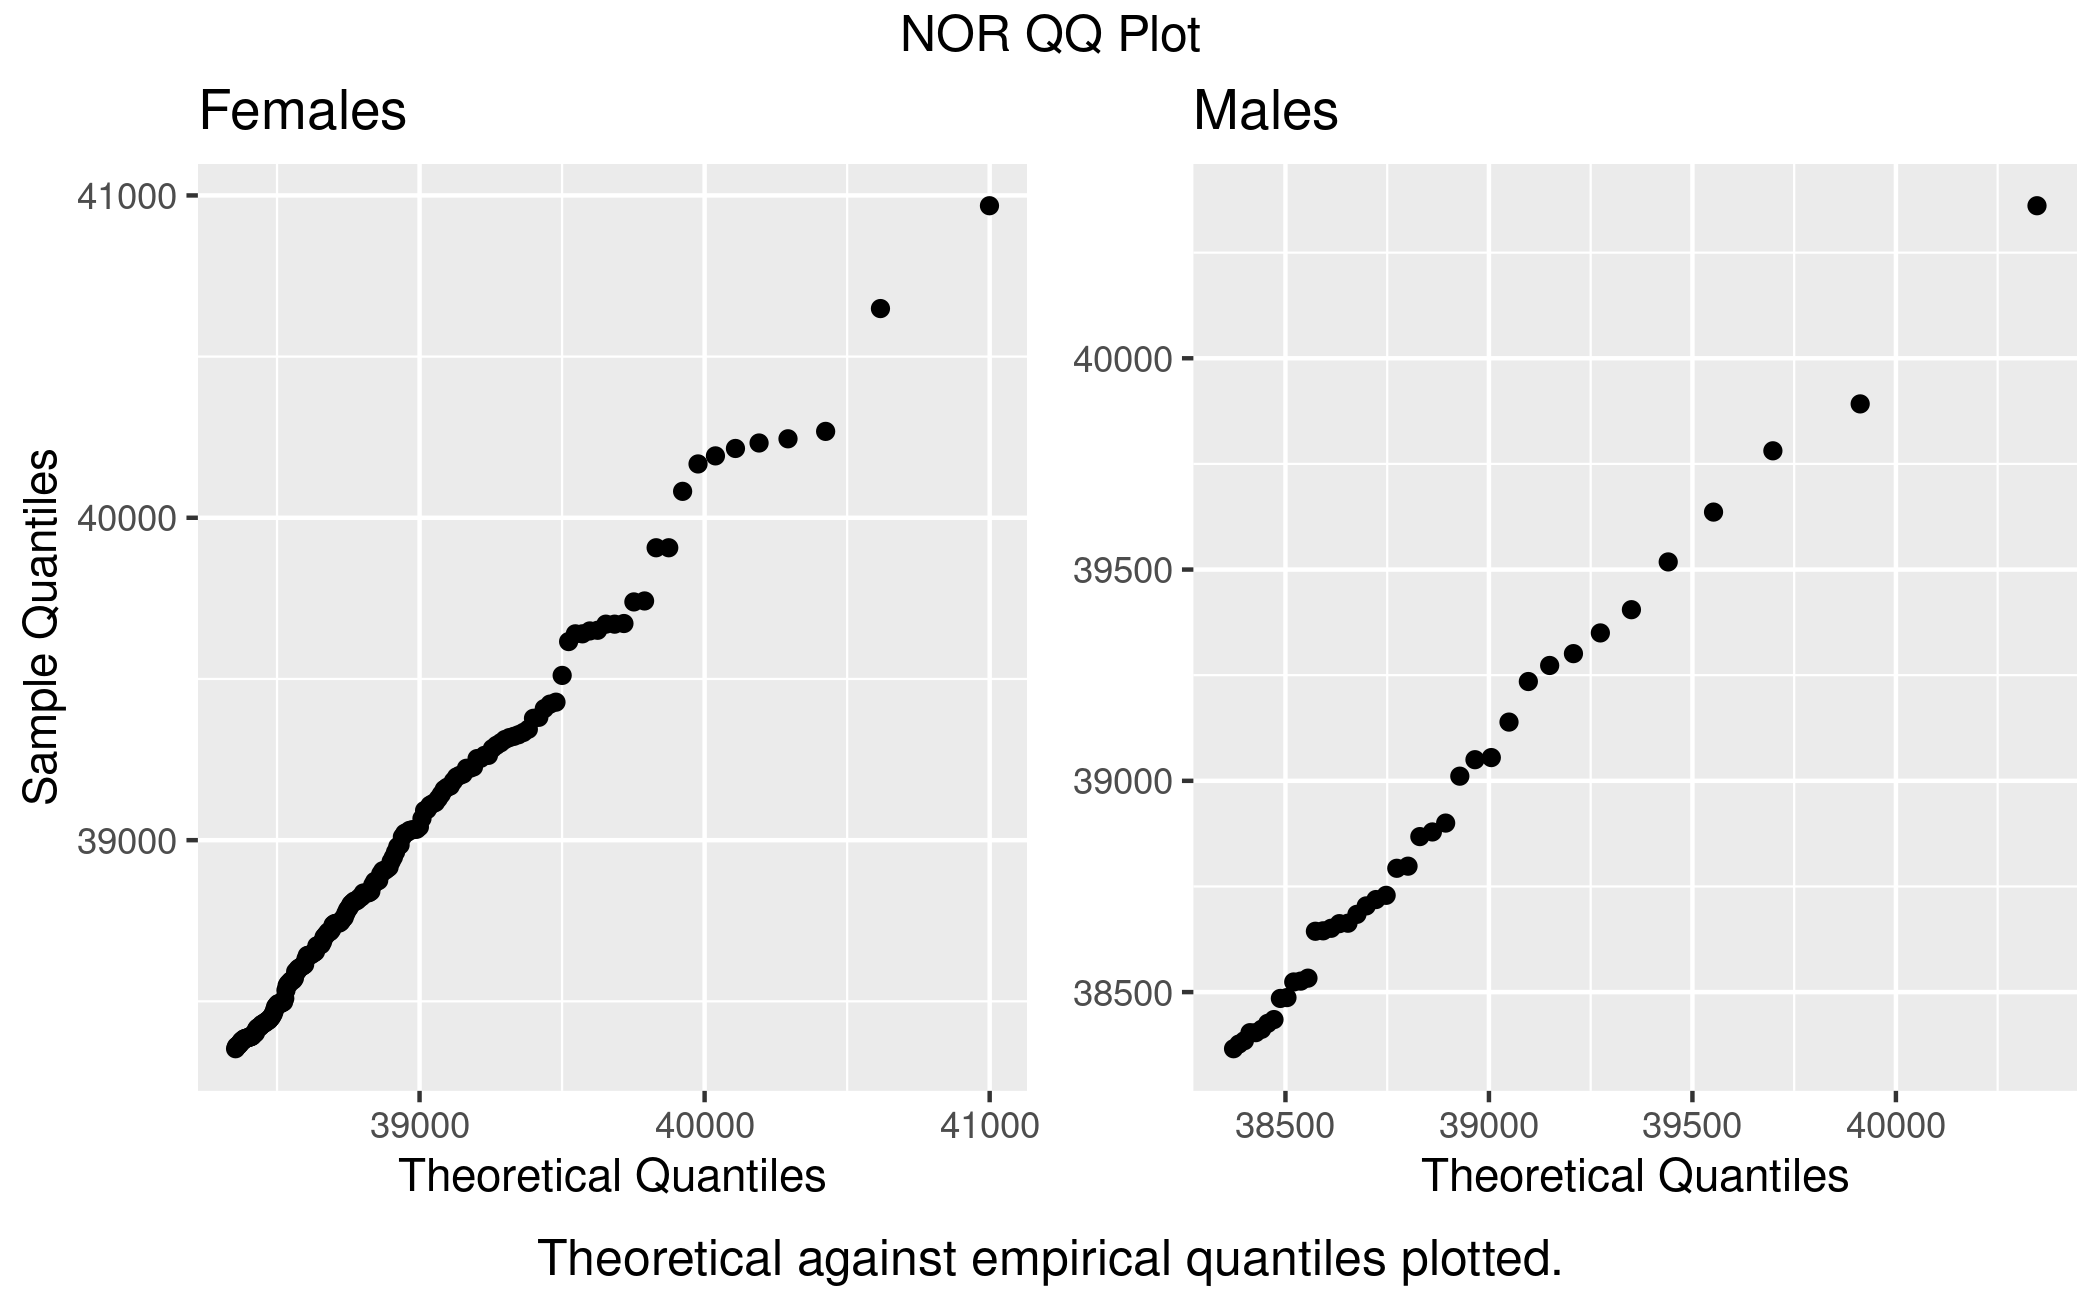 NOR QQ Plot
Females
Males
Sample Quantiles
41000
40000
39000
39000 40000 41000
Theoretical Quantiles
40000
39500
39000
38500
38500 39000 39500 40000
Theoretical Quantiles
Theoretical against empirical quantiles plotted.